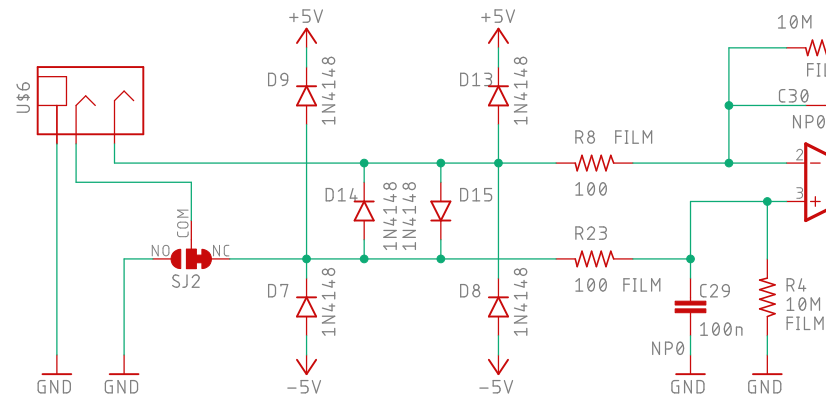 +5V
+5V
10M
FIL
U$6
D9
1N4148
D13
1N4148
C30
NP0
R8 FILM
100
2
3
D14
1N4148
1N4148
D15
COM
NO
NC
SJ2
R23
100 FILM
D7
1N4148
D8
1N4148
C29
100n
NP0
R4
10M
FILM
GND
GND
-5V
-5V
GND
GND